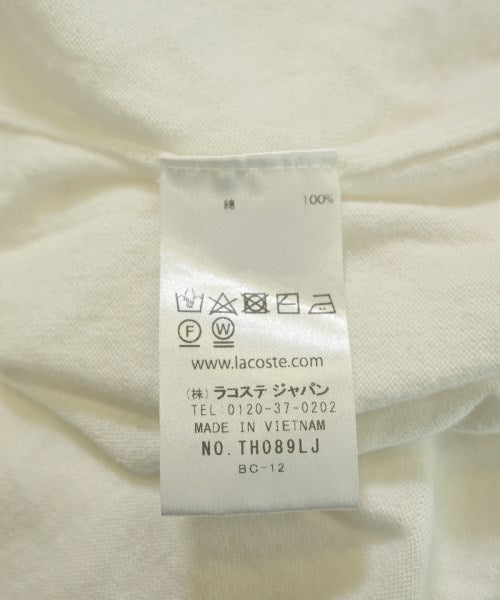 綿 100%
F W
www.lacoste.com
(株) ラコステ ジャパン
TEL:0120-37-0202
MADE IN VIETNAM
NO.TH089LJ
BC-12